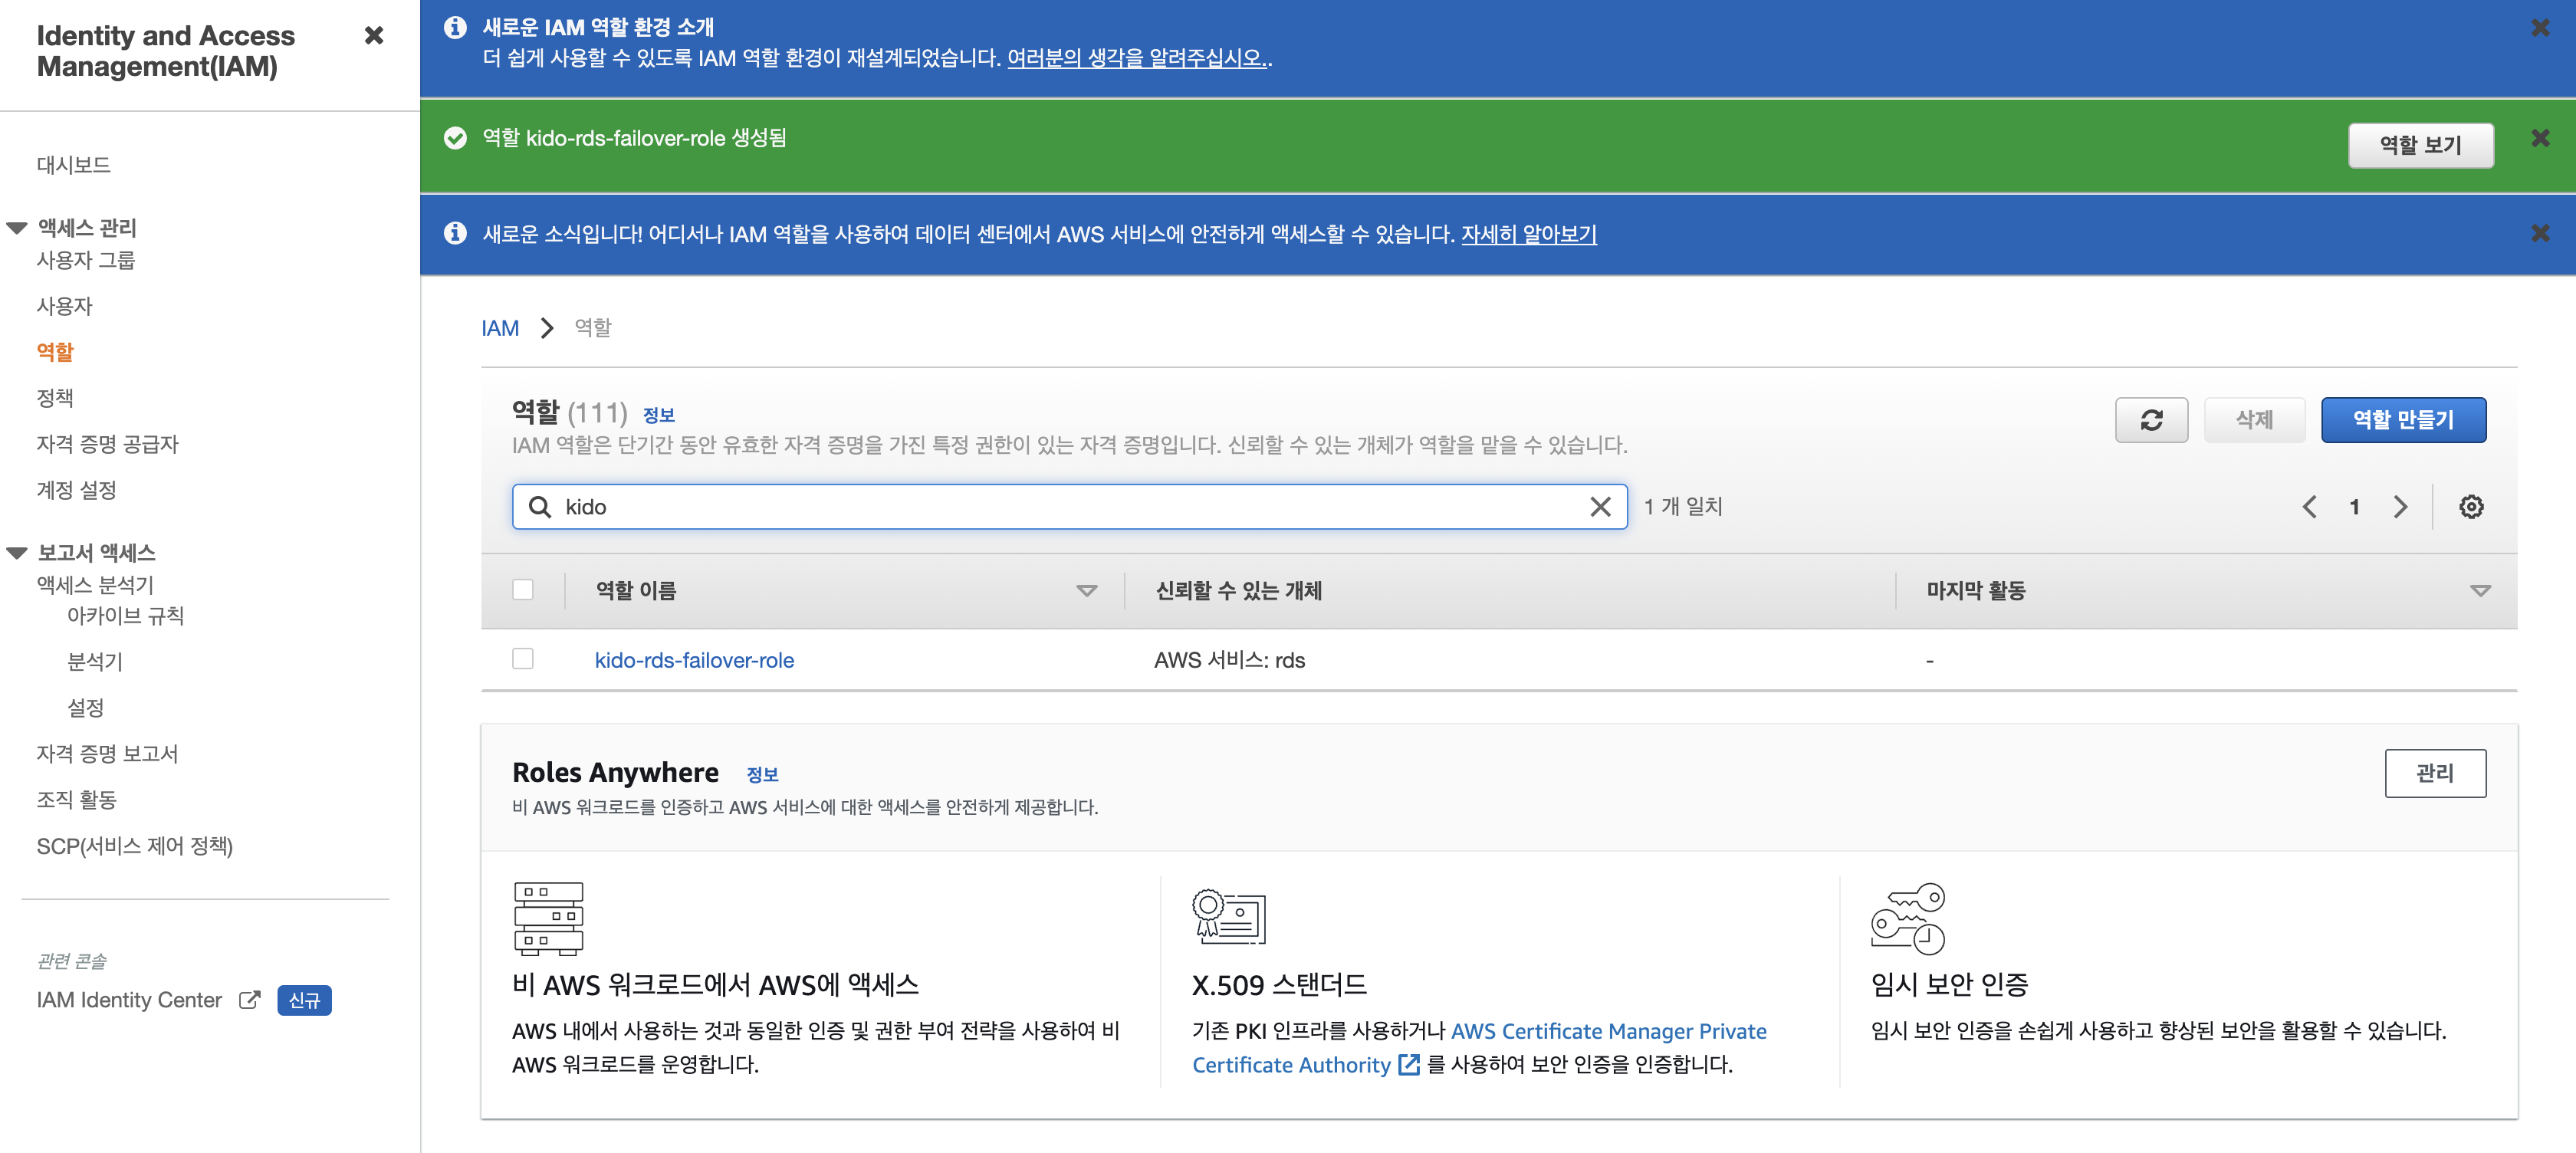 Identity and Access
Management(IAM)
대시보드
액세스 관리
사용자 그룹
사용자
역할
정책
자격 증명 공급자
계정 설정
보고서 액세스
액세스 분석기
아카이브 규칙
분석기
설정
자격 증명 보고서
조직 활동
SCP(서비스 제어 정책)
관련 콘솔
IAM Identity Center 신규
새로운 IAM 역할 환경 소개
더 쉽게 사용할 수 있도록 IAM 역할 환경이 재설계되었습니다. 여러분의 생각을 알려주십시오..
역할 kido-rds-failover-role 생성됨
역할 보기
새로운 소식입니다! 어디서나 IAM 역할을 사용하여 데이터 센터에서 AWS 서비스에 안전하게 액세스할 수 있습니다. 자세히 알아보기
IAM 역할
역할 (111) 정보
삭제
역할 만들기
IAM 역할은 단기간 동안 유효한 자격 증명을 가진 특정 권한이 있는 자격 증명입니다. 신뢰할 수 있는 개체가 역할을 맡을 수 있습니다.
kido
1 개 일치
1
역할 이름 신뢰할 수 있는 개체 마지막 활동
kido-rds-failover-role AWS 서비스: rds -
Roles Anywhere 정보
관리
비 AWS 워크로드를 인증하고 AWS 서비스에 대한 액세스를 안전하게 제공합니다.
비 AWS 워크로드에서 AWS에 액세스
AWS 내에서 사용하는 것과 동일한 인증 및 권한 부여 전략을 사용하여 비
AWS 워크로드를 운영합니다.
X.509 스탠더드
기존 PKI 인프라를 사용하거나 AWS Certificate Manager Private
Certificate Authority 를 사용하여 보안 인증을 인증합니다.
임시 보안 인증
임시 보안 인증을 손쉽게 사용하고 향상된 보안을 활용할 수 있습니다.